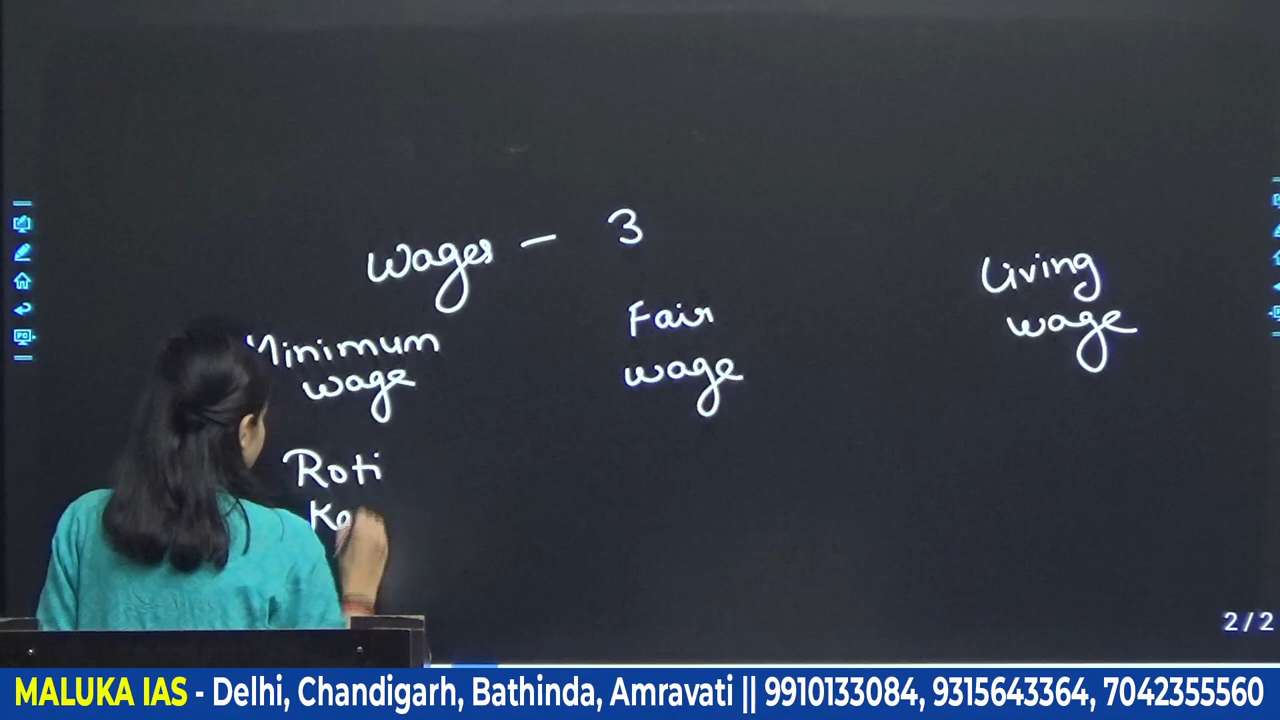 Wages - 3
Minimum
wage
Fair
wage
Living
wage
Roti
2/2
MALUKA IAS - Delhi, Chandigarh, Bathinda, Amravati || 9910133084, 9315643364, 7042355560